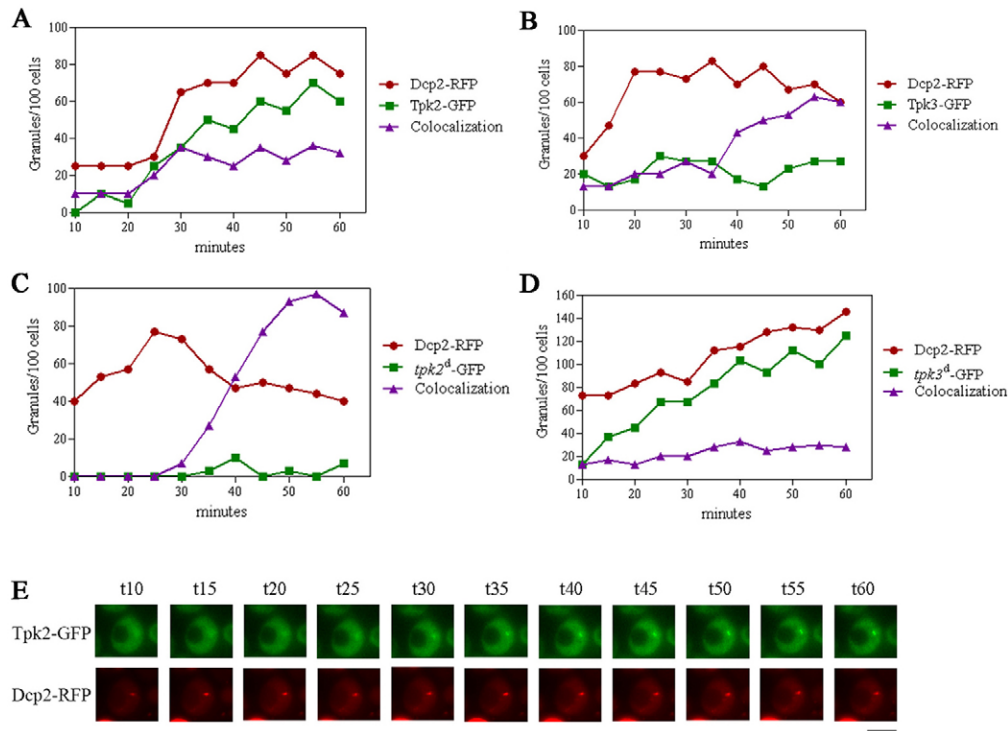 A
Granules/100 cells
100
80
60
40
20
0
10 20 30 40 50 60
minutes
Dcp2-RFP
Tpk2-GFP
Colocalization
B
Granules/100 cells
100
80
60
40
20
0
10 20 30 40 50 60
minutes
Dcp2-RFP
Tpk3-GFP
Colocalization
C
Granules/100 cells
100
80
60
40
20
0
10 20 30 40 50 60
minutes
Dcp2-RFP
tpk2ᵈ-GFP
Colocalization
D
Granules/100 cells
160
140
120
100
80
60
40
20
0
10 20 30 40 50 60
minutes
Dcp2-RFP
tpk3ᵈ-GFP
Colocalization
E
t10 t15 t20 t25 t30 t35 t40 t45 t50 t55 t60
Tpk2-GFP
Dcp2-RFP